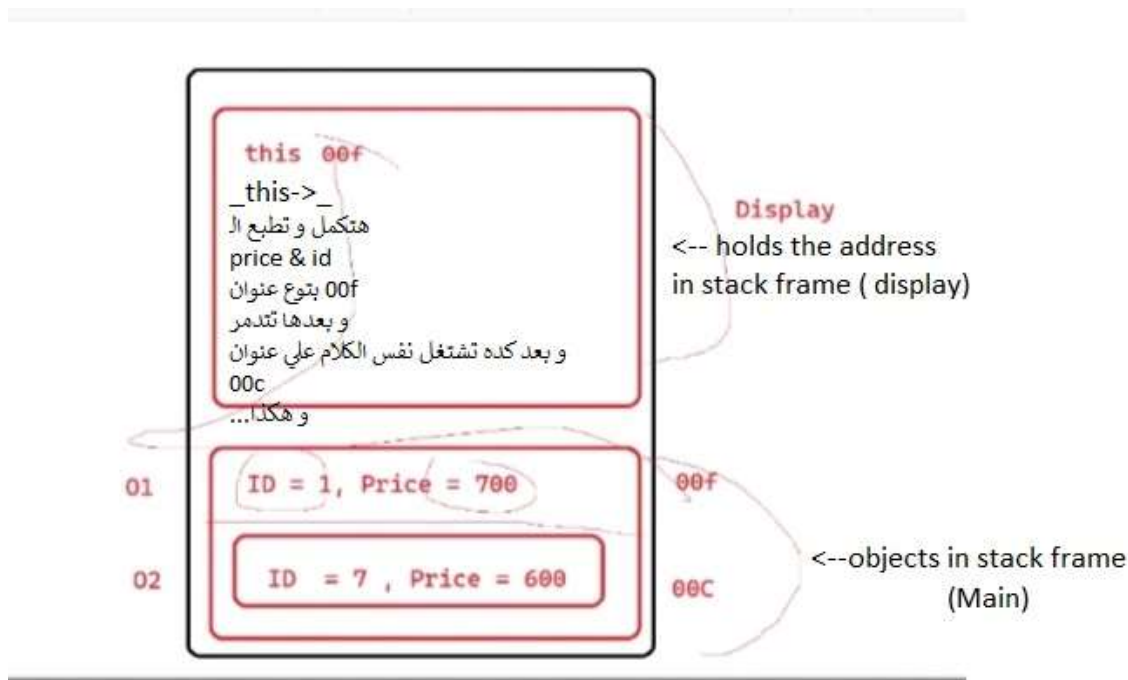 this 00f
_this->_
هتكمل و تطبع الـ
price & id
بتوع عنوان 00f
و بعدها تتدمر
و بعد كده تشتغل نفس الكلام علي عنوان
00c
و هكذا...
Display
<-- holds the address
in stack frame ( display)
O1
ID = 1, Price = 700
00f
O2
ID = 7 , Price = 600
00C
<--objects in stack frame
(Main)